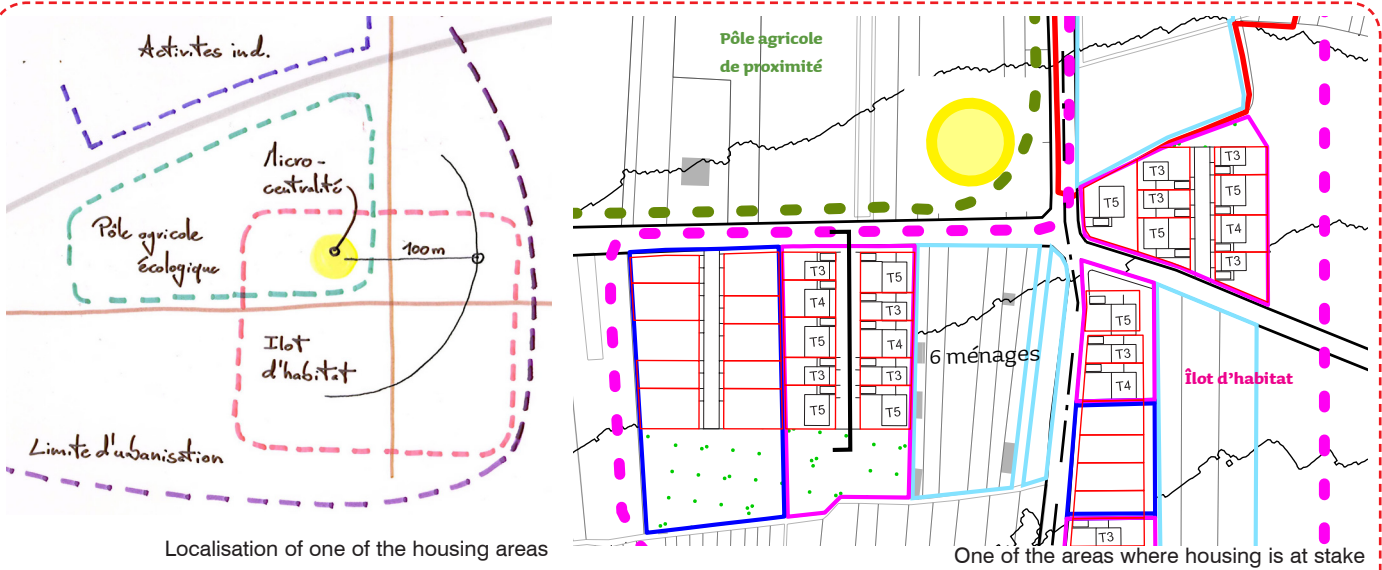 Activités ind.
Micro-
centralité
Pôle agricole
écologique
100m
Ilot
d'habitat
Limite d'urbanisation
Localisation of one of the housing areas
Pôle agricole
de proximité
T3
T4
T5
T3
T5
T5
T3
T4
T3
T5
6 ménages
T5
T3
T3
T5
T3
T5
T4
T3
T5
T3
T4
T3
Îlot d'habitat
One of the areas where housing is at stake